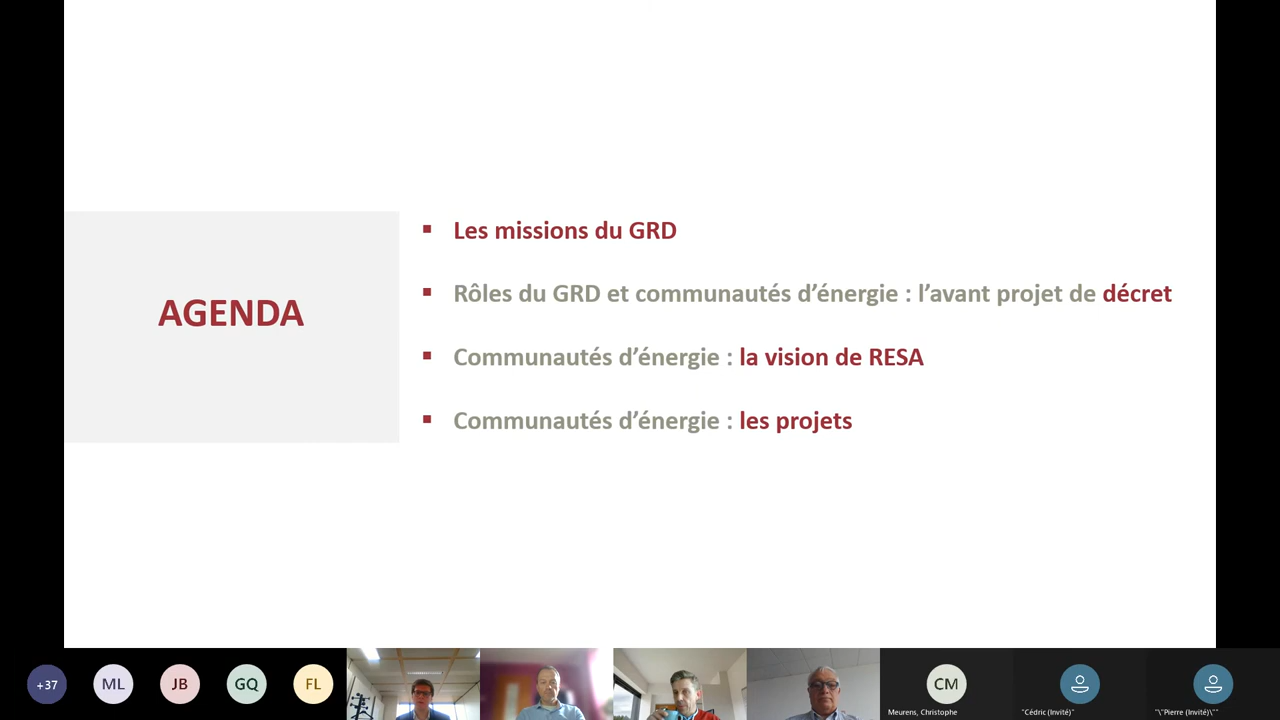 AGENDA
▪ Les missions du GRD
▪ Rôles du GRD et communautés d’énergie : l’avant projet de décret
▪ Communautés d’énergie : la vision de RESA
▪ Communautés d’énergie : les projets
+37
ML
JB
GQ
FL
CM
Meurens, Christophe
"Cédric (Invité)"
"\"Pierre (Invité)\""